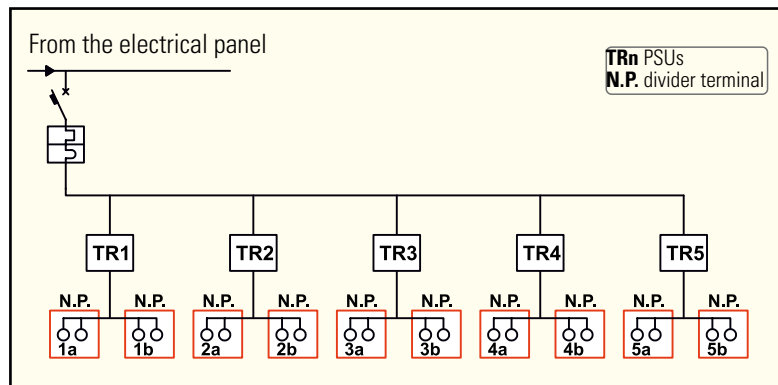 From the electrical panel
TRn PSUs
N.P. divider terminal
TR1 TR2 TR3 TR4 TR5
N.P. N.P. N.P. N.P. N.P. N.P. N.P. N.P. N.P. N.P.
1a 1b 2a 2b 3a 3b 4a 4b 5a 5b